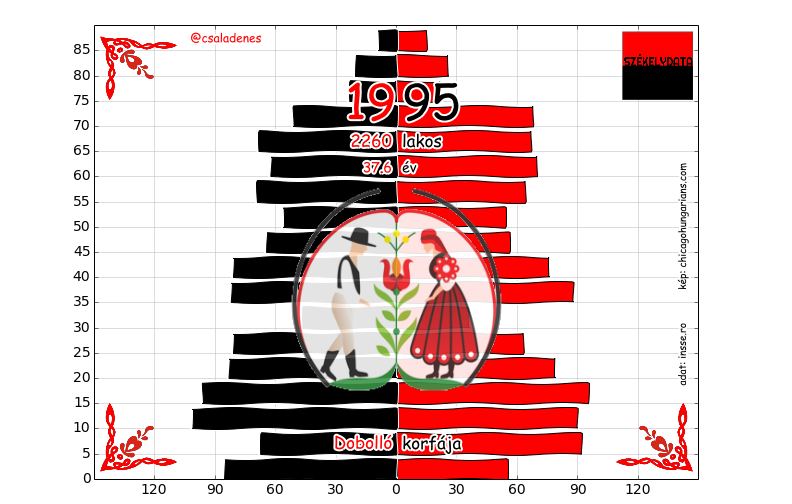 @csaladenes
SZÉKELYDATA
1995
2260 lakos
37.6 év
kép: chicagohungarians.com
adat: insse.ro
Dobolló korfája
85
80
75
70
65
60
55
50
45
40
35
30
25
20
15
10
5
0
120 90 60 30 0 30 60 90 120